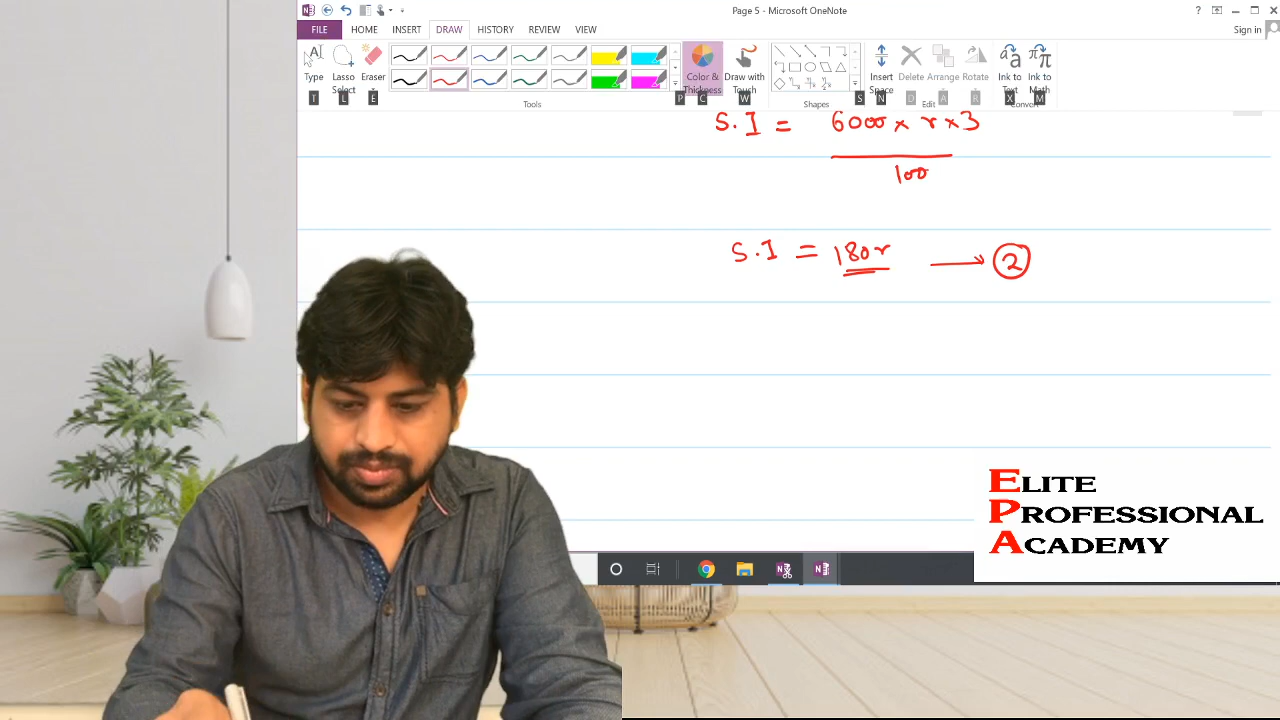 Page 5 - Microsoft OneNote
Sign in
FILE HOME INSERT DRAW HISTORY REVIEW VIEW
Type Lasso Select Eraser Color & Thickness Draw with Touch Insert Space Delete Arrange Rotate Ink to Text Ink to Math
T L E P C W S N D A R X M
Tools Shapes Edit Convert
S.I = 6000 × r × 3
100
S.I = 180r → 2
ELITE
PROFESSIONAL
ACADEMY